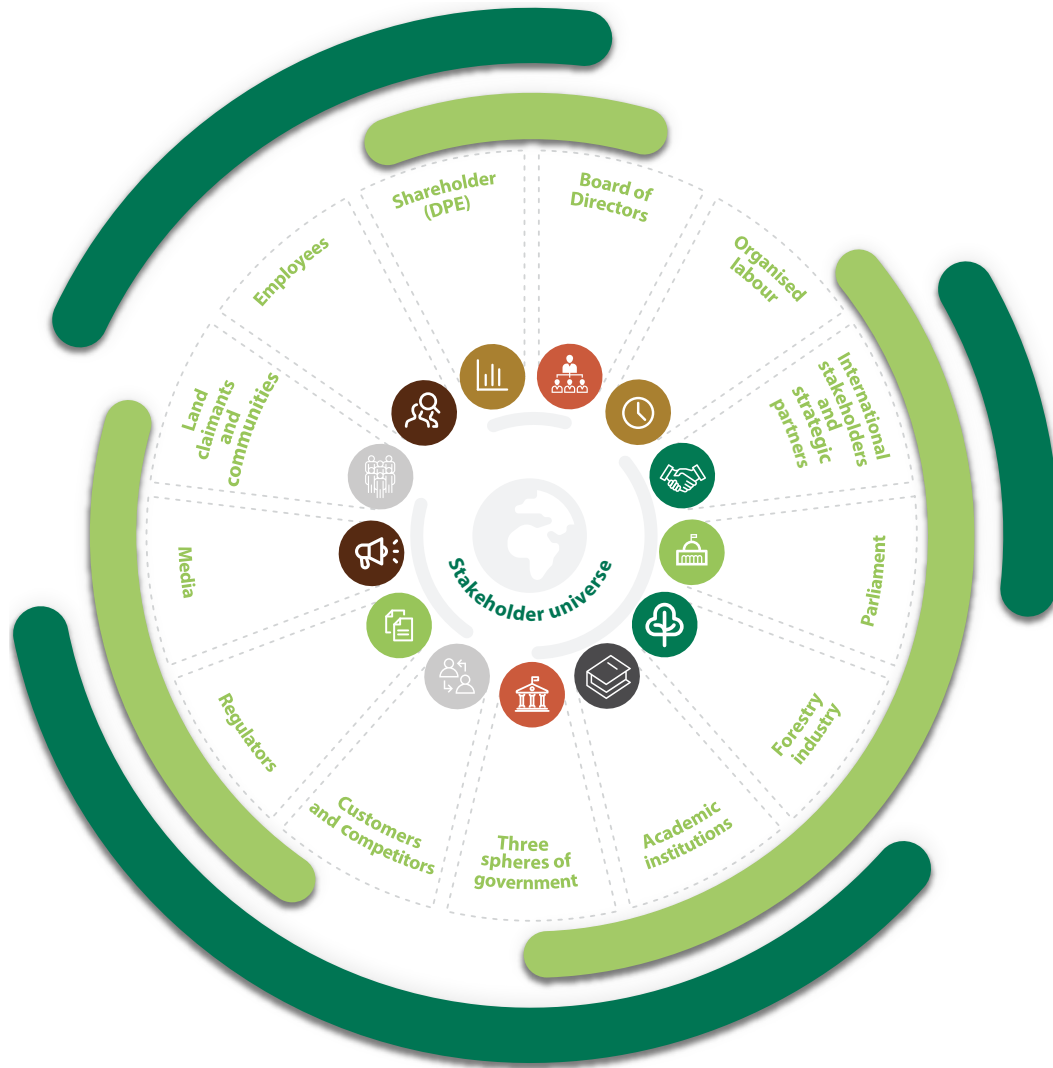 Shareholder
(DPE)
Board of
Directors
Organised
labour
International
stakeholders
and
strategic
partners
Parliament
Forestry
industry
Academic
institutions
Three
spheres of
government
Customers
and competitors
Regulators
Media
Land
claimants
and
communities
Employees
Stakeholder universe